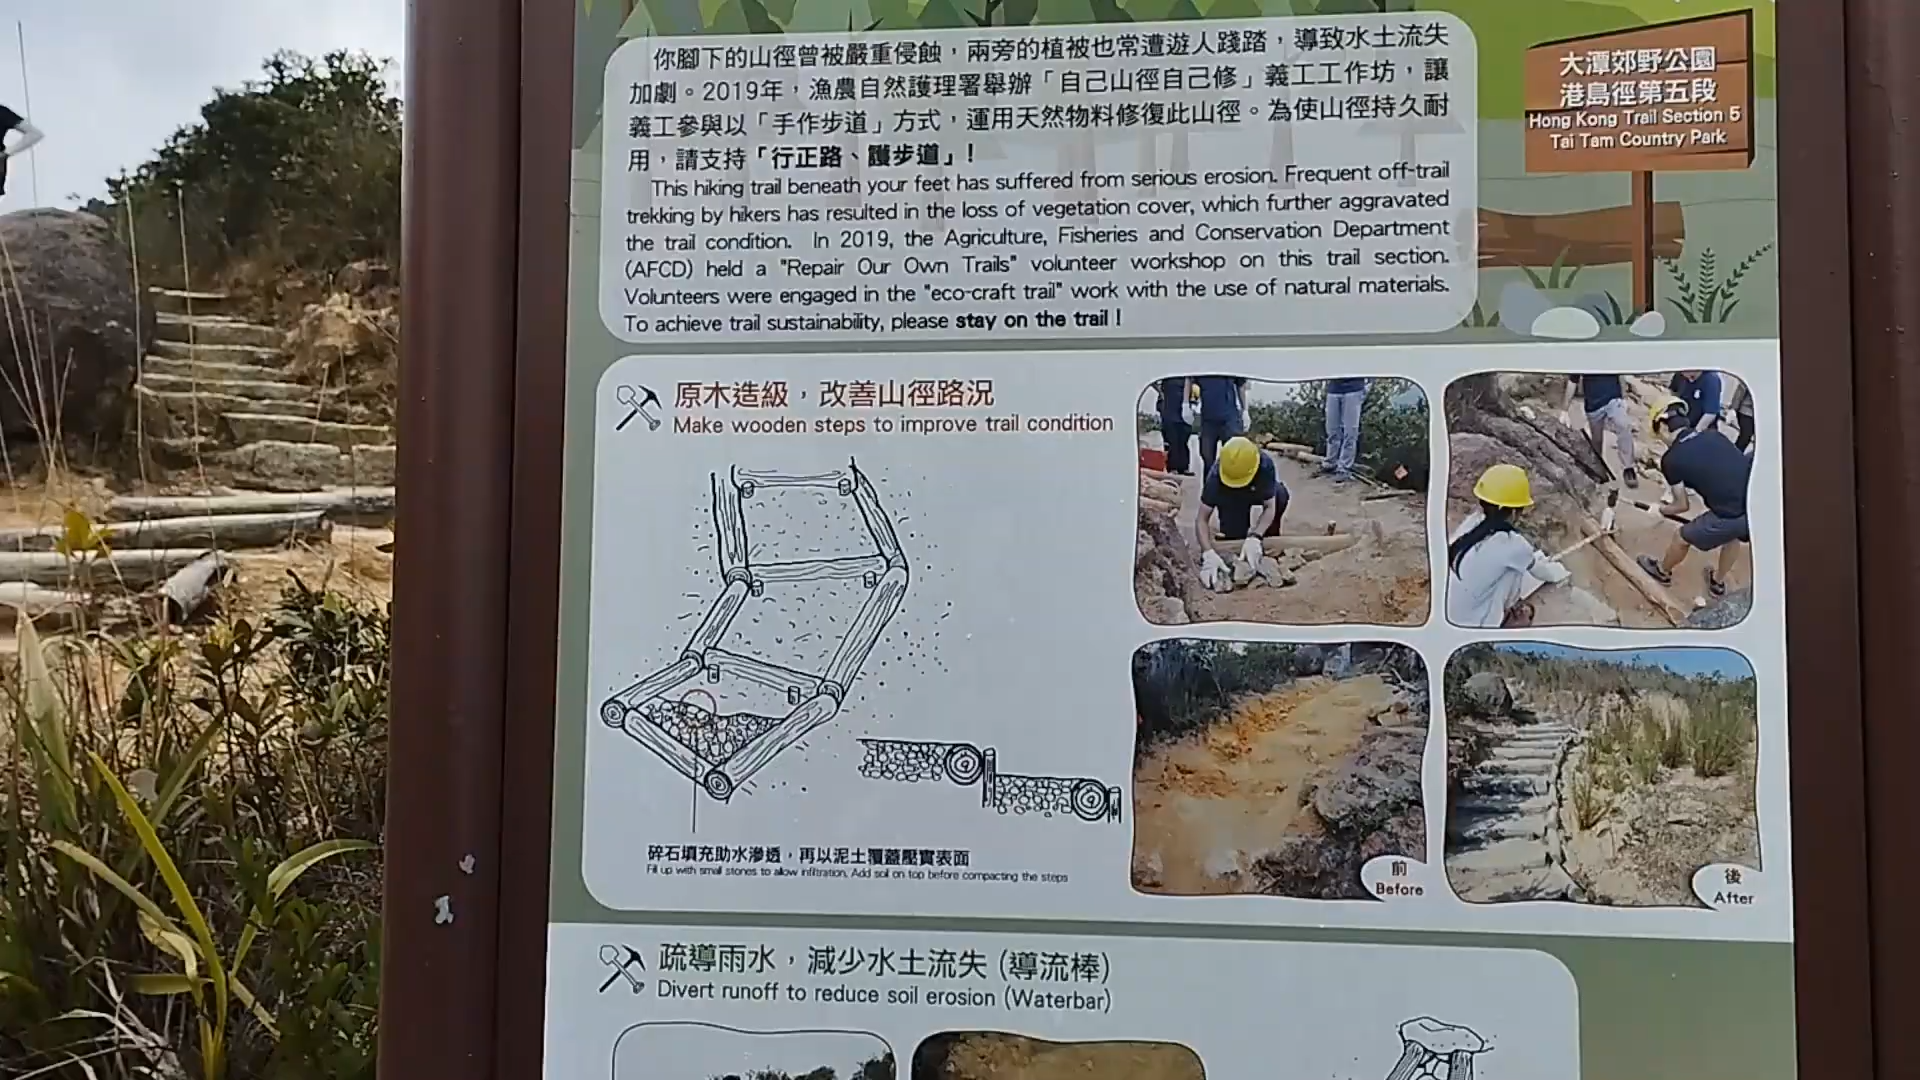 你腳下的山徑曾被嚴重侵蝕，兩旁的植被也常遭遊人踐踏，導致水土流失
加劇。2019年，漁農自然護理署舉辦「自己山徑自己修」義工工作坊，讓
義工參與以「手作步道」方式，運用天然物料修復此山徑。為使山徑持久耐
用，請支持「行正路、護步道」！
This hiking trail beneath your feet has suffered from serious erosion. Frequent off-trail
trekking by hikers has resulted in the loss of vegetation cover, which further aggravated
the trail condition. In 2019, the Agriculture, Fisheries and Conservation Department
(AFCD) held a "Repair Our Own Trails" volunteer workshop on this trail section.
Volunteers were engaged in the "eco-craft trail" work with the use of natural materials.
To achieve trail sustainability, please stay on the trail !
大潭郊野公園
港島徑第五段
Hong Kong Trail Section 5
Tai Tam Country Park
原木造級，改善山徑路況
Make wooden steps to improve trail condition
碎石填充助水滲透，再以泥土覆蓋壓實表面
Fill up with small stones to allow infiltration. Add soil on top before compacting the steps
前
Before
後
After
疏導雨水，減少水土流失 (導流棒)
Divert runoff to reduce soil erosion (Waterbar)